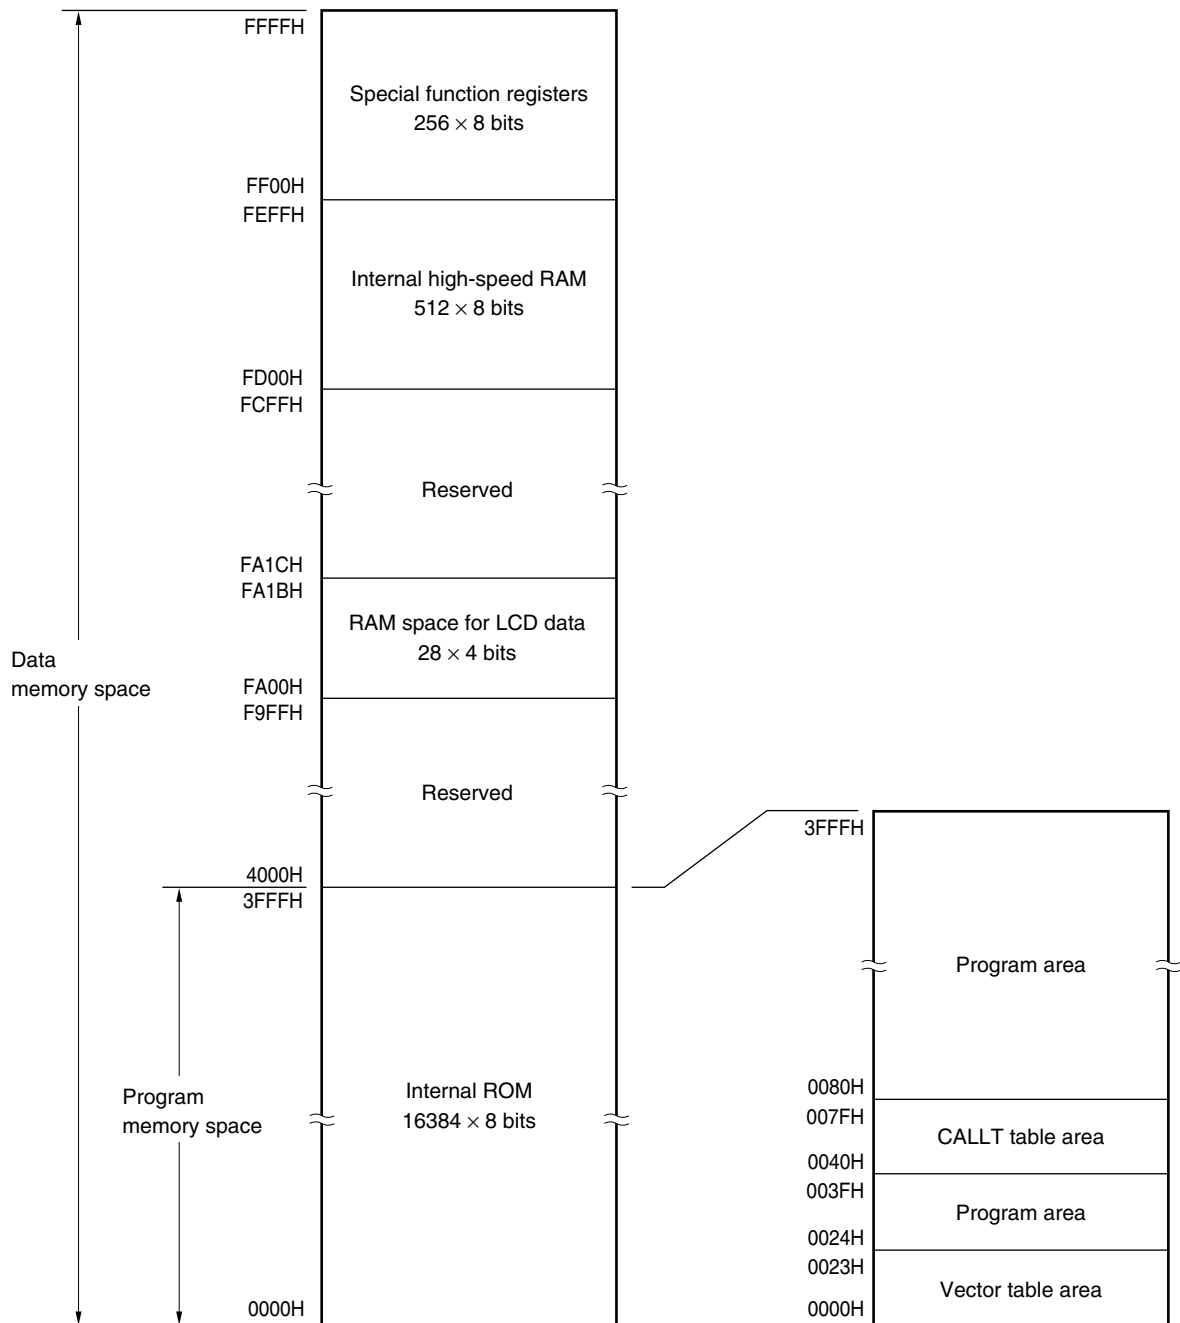 FFFFH
Special function registers
256 × 8 bits
FF00H
FEFFH
Internal high-speed RAM
512 × 8 bits
FD00H
FCFFH
Reserved
FA1CH
FA1BH
RAM space for LCD data
28 × 4 bits
Data
memory space
FA00H
F9FFH
Reserved
4000H
3FFFH
Program
memory space
Internal ROM
16384 × 8 bits
0000H
3FFFH
Program area
0080H
007FH
CALLT table area
0040H
003FH
Program area
0024H
0023H
Vector table area
0000H